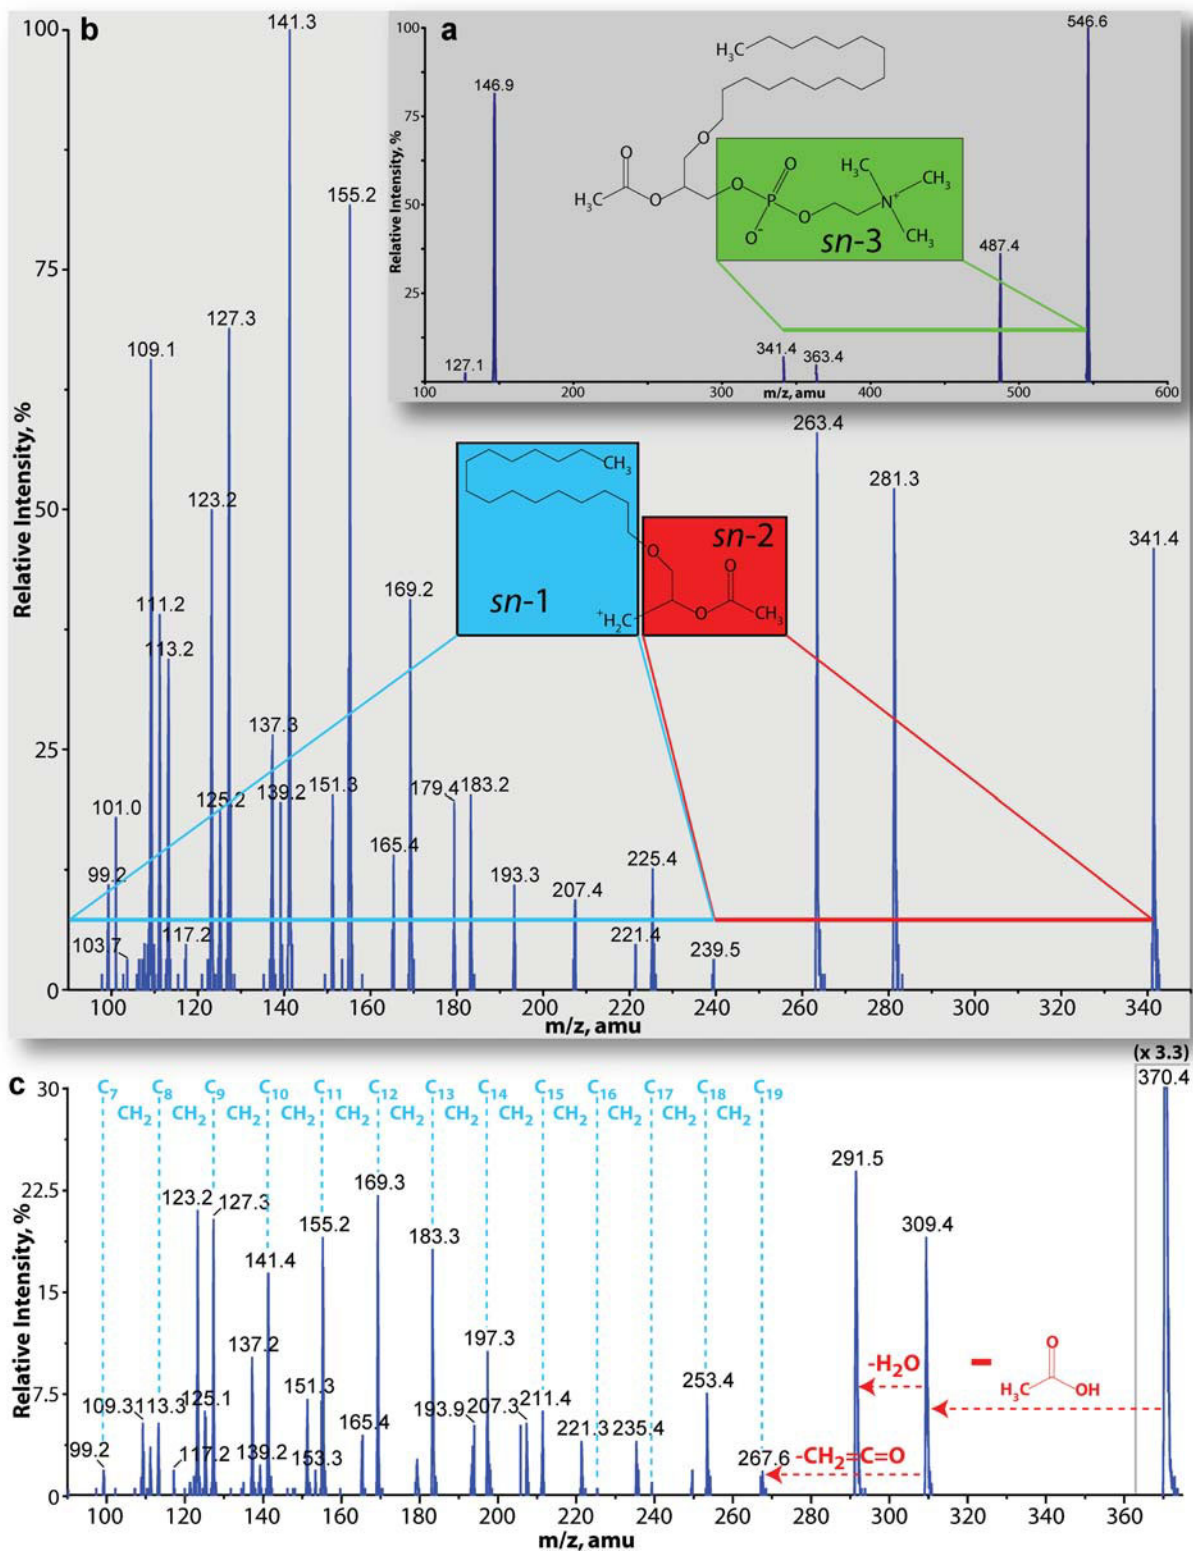 b
a
Relative Intensity, %
100
75
50
25
0
141.3
155.2
127.3
109.1
123.2
111.2
113.2
169.2
137.3
139.2
125.2
101.0
99.2
103.7
117.2
151.3
165.4
179.4
183.2
193.3
207.4
221.4
225.4
239.5
263.4
281.3
341.4
100 120 140 160 180 200 220 240 260 280 300 320 340
m/z, amu
sn-1
sn-2
CH3
O
O
O
CH3
+H2C
Relative Intensity, %
100
75
50
25
546.6
146.9
487.4
341.4
363.4
127.1
100 200 300 400 500 600
m/z, amu
H3C
O
O
H3C
O
O
O
P
O-
O
H3C
CH3
N+
CH3
sn-3
c
(x 3.3)
370.4
C7 C8 C9 C10 C11 C12 C13 C14 C15 C16 C17 C18 C19
CH2 CH2 CH2 CH2 CH2 CH2 CH2 CH2 CH2 CH2 CH2 CH2
Relative Intensity, %
30
22.5
15
7.5
0
99.2
109.3
113.3
117.2
123.2
125.1
127.3
137.2
139.2
141.4
151.3
153.3
155.2
165.4
169.3
183.3
193.9
197.3
207.3
211.4
221.3
235.4
253.4
267.6
291.5
309.4
-H2O
-
H3C
O
OH
-CH2=C=O
100 120 140 160 180 200 220 240 260 280 300 320 340 360
m/z, amu